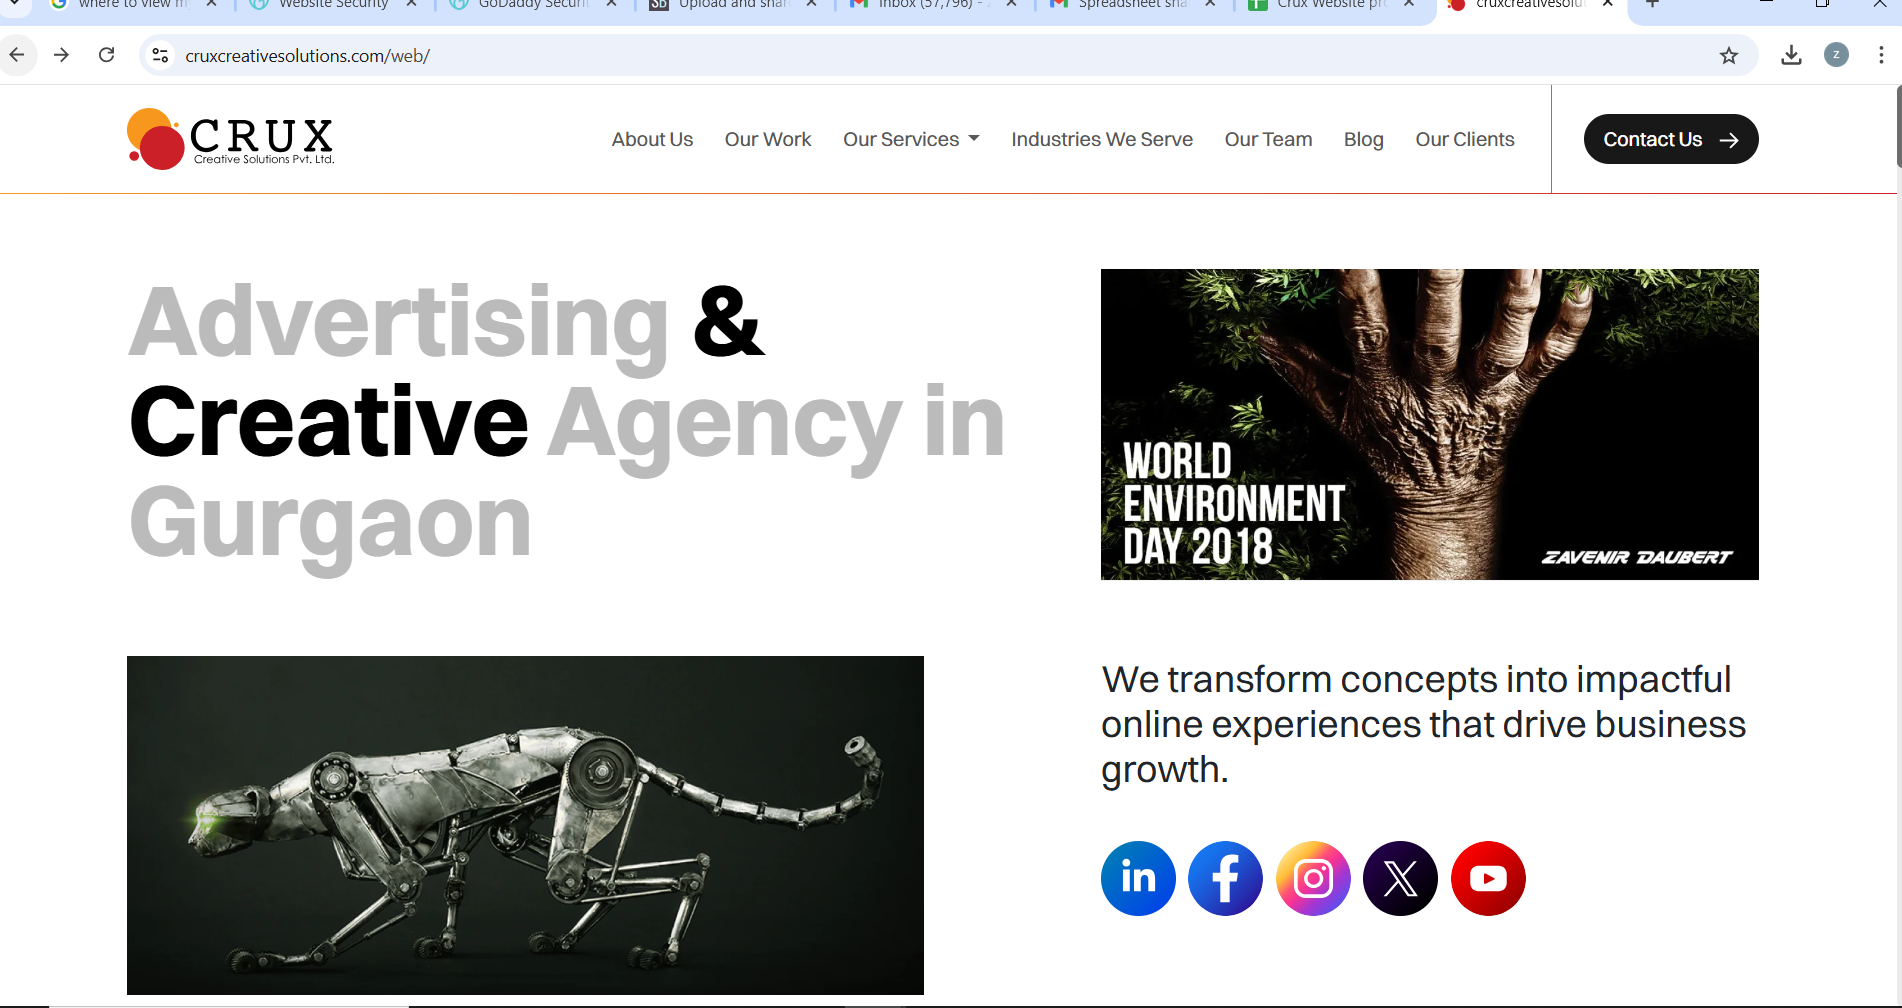 where to view my
Website Security
GoDaddy Securi
Upload and shar
Inbox (57,796) - z
Spreadsheet sha
Crux Website pro
cruxcreativesolut
cruxcreativesolutions.com/web/
z
CRUX
Creative Solutions Pvt. Ltd.
About Us
Our Work
Our Services
Industries We Serve
Our Team
Blog
Our Clients
Contact Us
Advertising &
Creative Agency in
Gurgaon
WORLD
ENVIRONMENT
DAY 2018
ZAVENIR DAUBERT
We transform concepts into impactful
online experiences that drive business
growth.